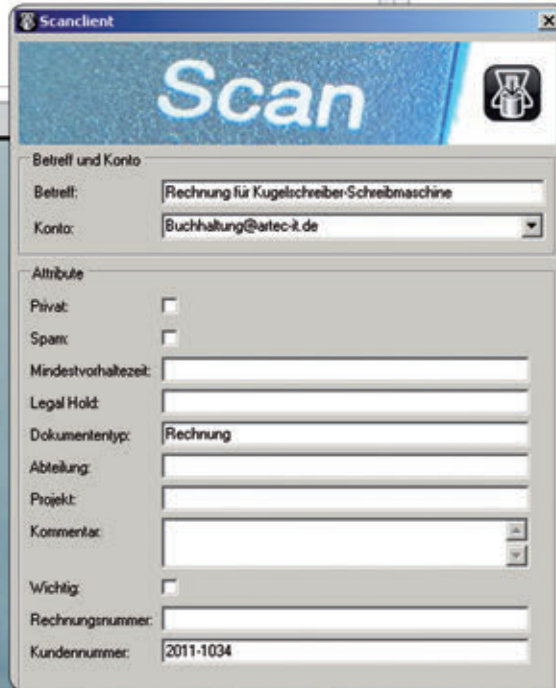 Scanclient
Scan
Betreff und Konto
Betreff: Rechnung für Kugelschreiber-Schreibmaschine
Konto: Buchhaltung@artec-it.de
Attribute
Privat:
Spam:
Mindestvorhaltezeit:
Legal Hold:
Dokumententyp: Rechnung
Abteilung:
Projekt:
Kommentar:
Wichtig:
Rechnungsnummer:
Kundennummer: 2011-1034